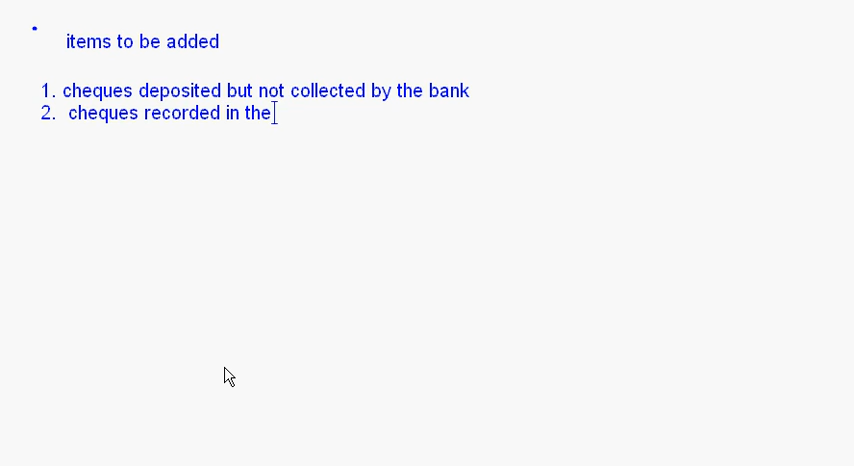 items to be added
1. cheques deposited but not collected by the bank
2. cheques recorded in the